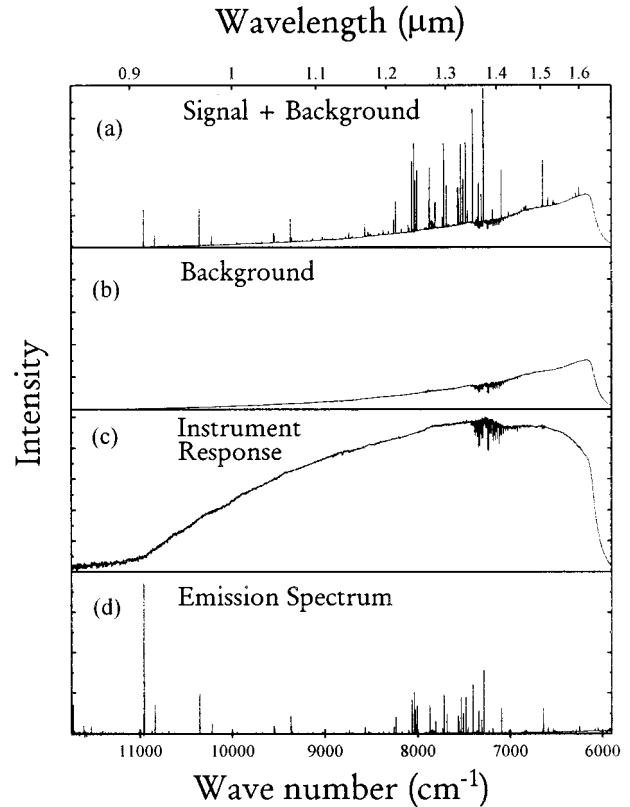 Wavelength (μm)
0.9 1 1.1 1.2 1.3 1.4 1.5 1.6
(a) Signal + Background
(b) Background
(c) Instrument
Response
(d) Emission Spectrum
Intensity
11000 10000 9000 8000 7000 6000
Wave number (cm⁻¹)